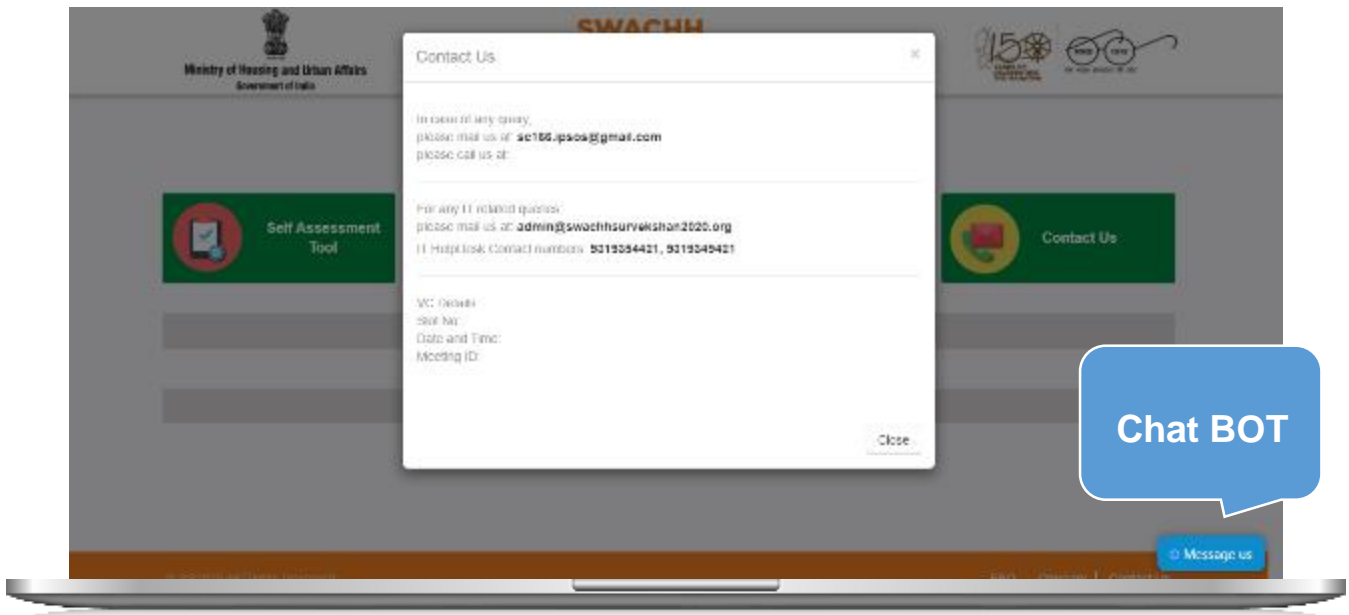 Ministry of Housing and Urban Affairs
Government of India
SWACHH
Contact Us
×
In case of any query,
please mail us at: sc166.ipsos@gmail.com
please call us at:
For any IT related queries
please mail us at: admin@swachhsurvekshan2020.org
IT HelpDesk Contact numbers:
VC Details
Slot No:
Date and Time:
Meeting ID:
Close
Self Assessment
Tool
Contact Us
Chat BOT
Message us
FAQ | | Contact Us